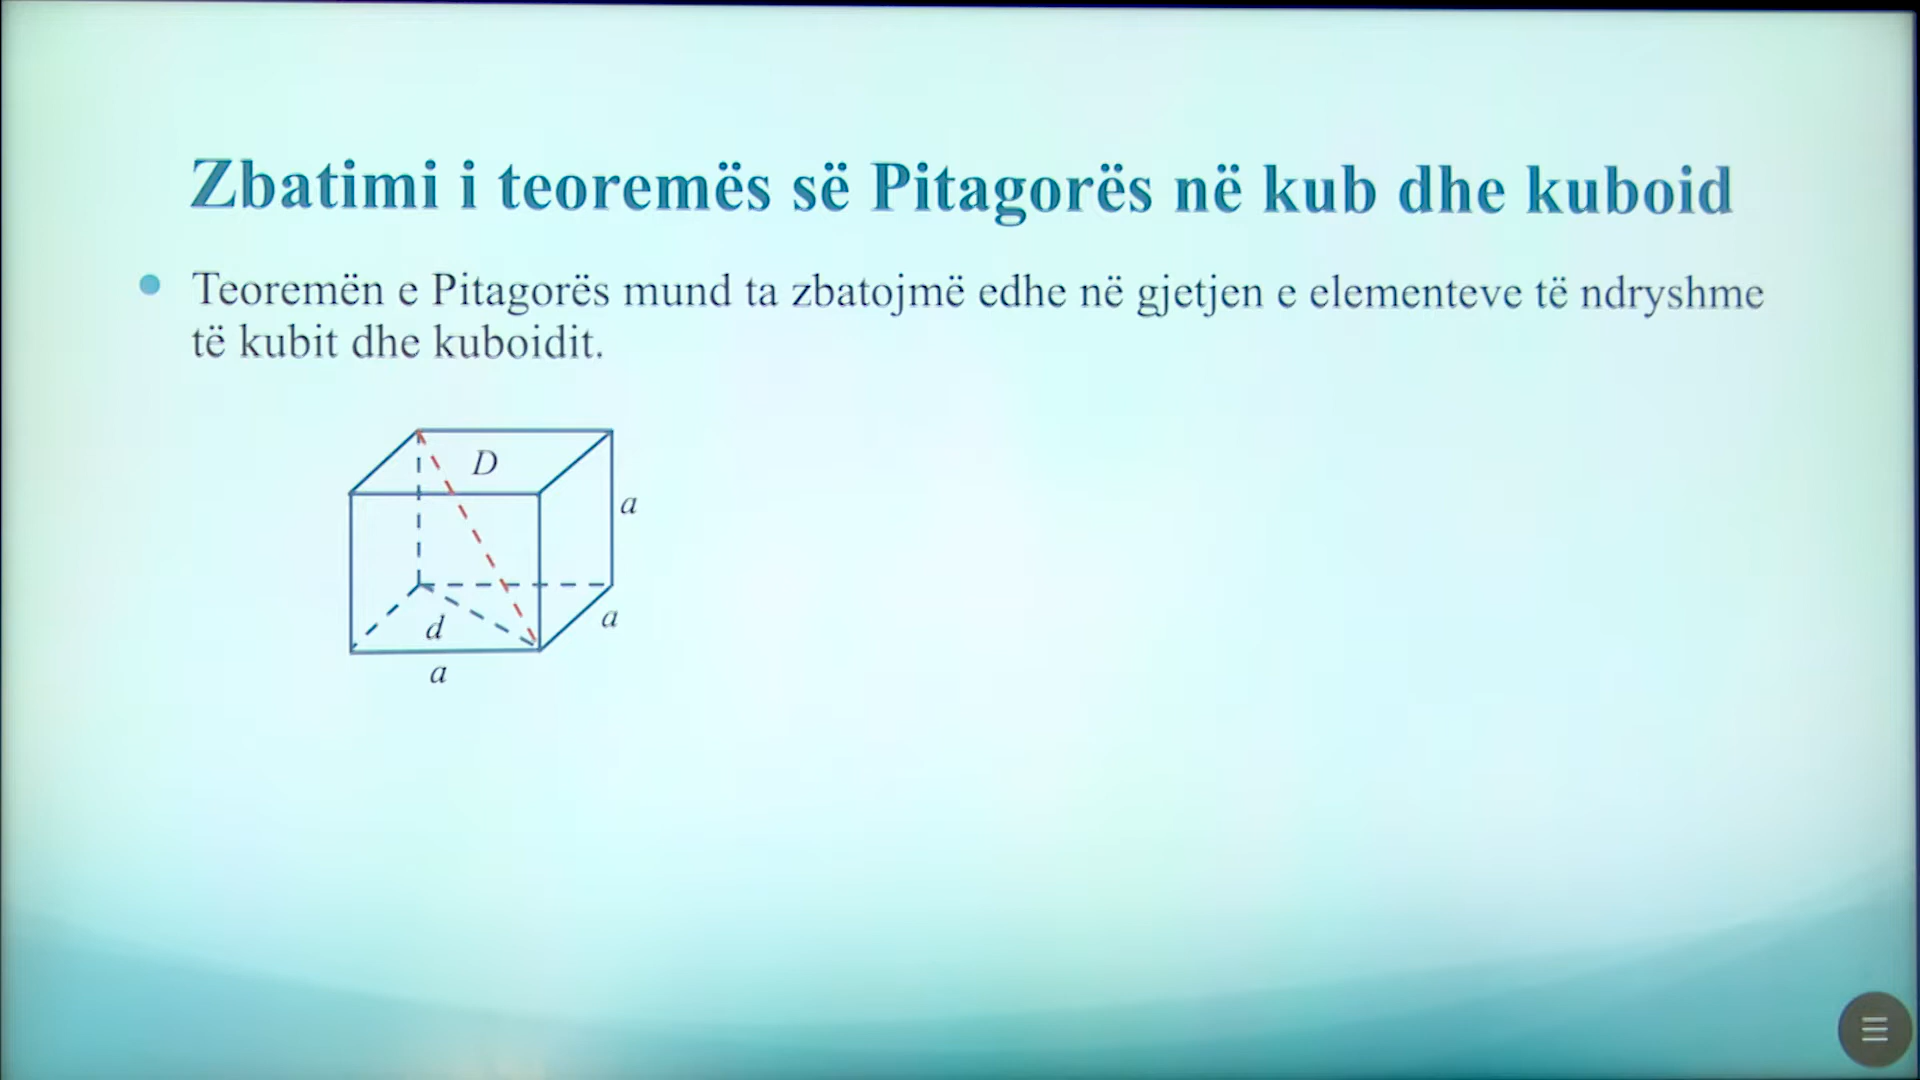 Zbatimi i teoremës së Pitagorës në kub dhe kuboid
Teoremën e Pitagorës mund ta zbatojmë edhe në gjetjen e elementeve të ndryshme
të kubit dhe kuboidit.
D
a
a
d
a